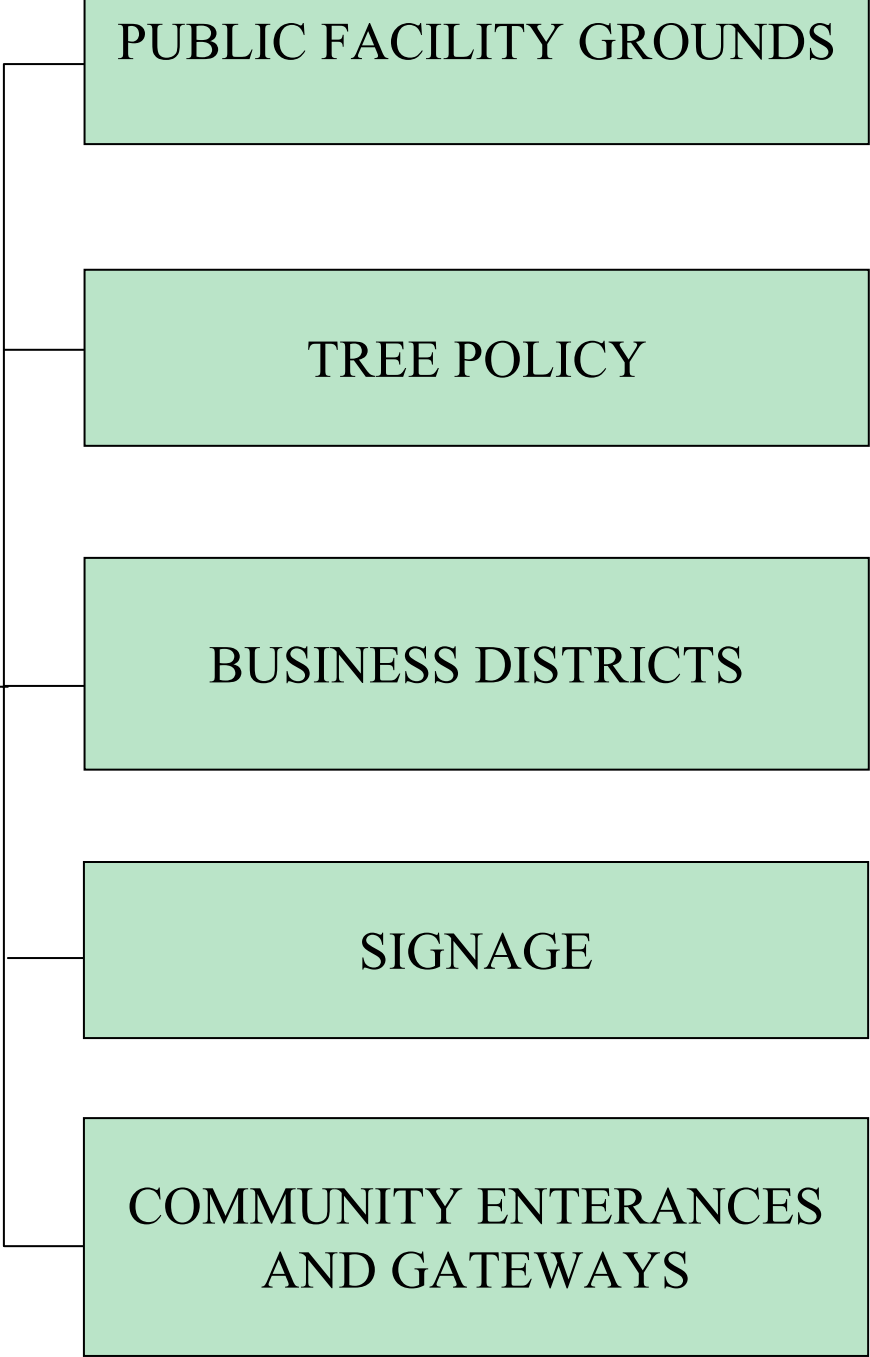 PUBLIC FACILITY GROUNDS
TREE POLICY
BUSINESS DISTRICTS
SIGNAGE
COMMUNITY ENTERANCES
AND GATEWAYS